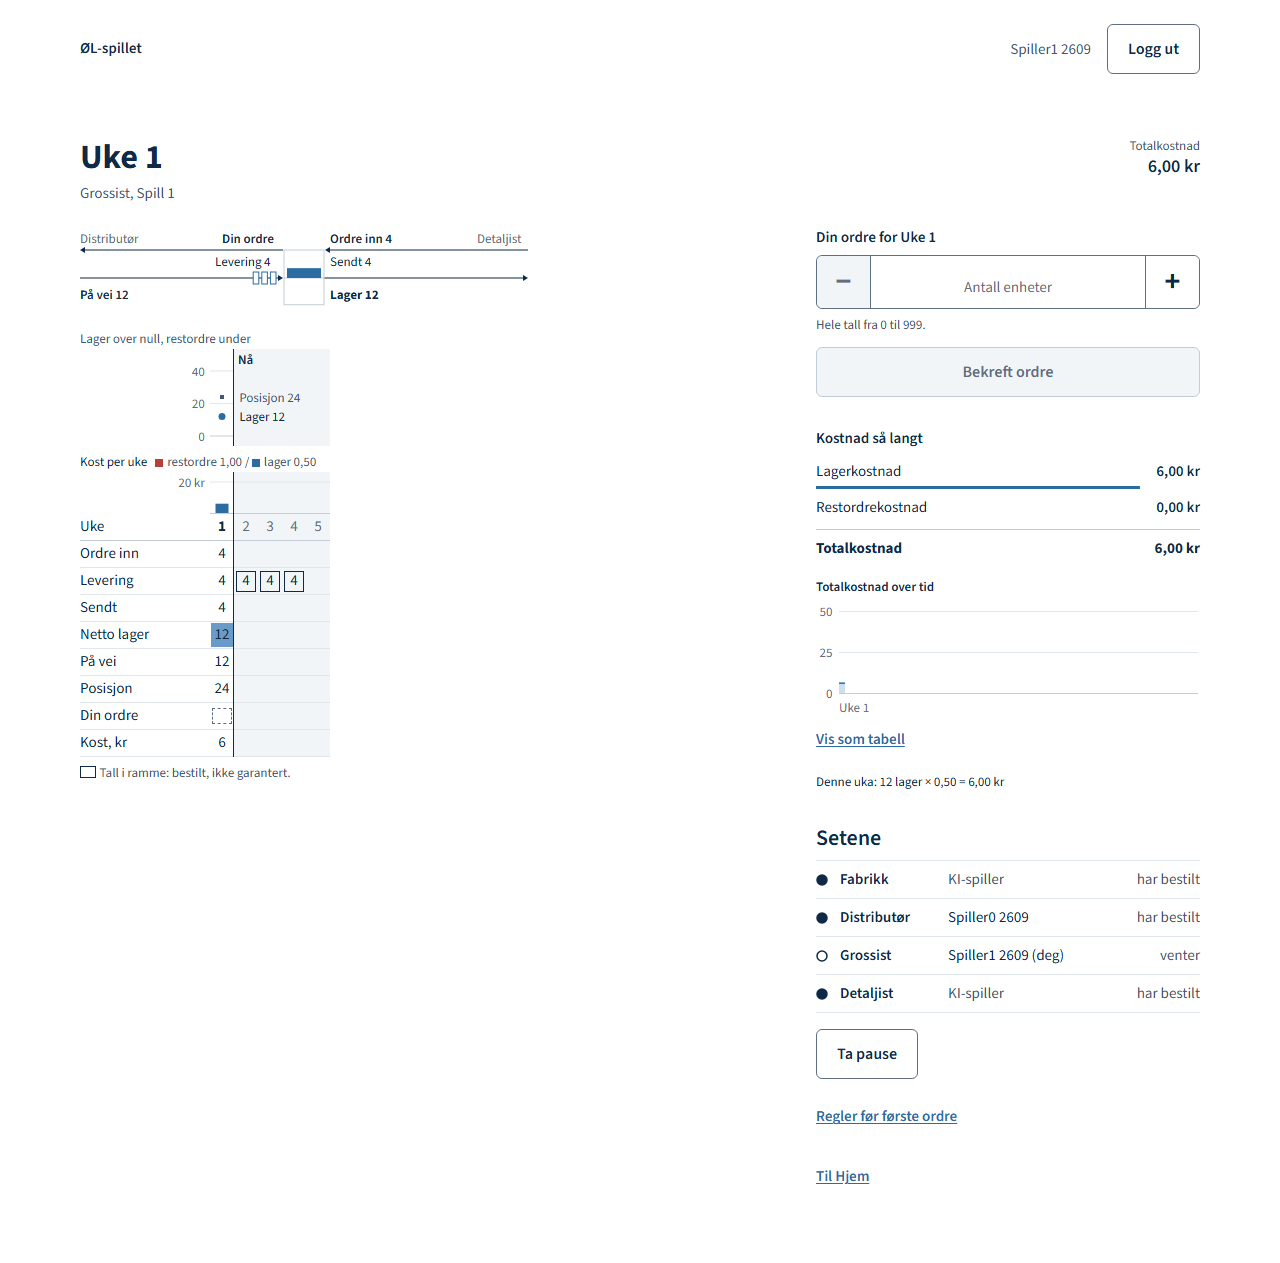 ØL-spillet
Spiller1 2609
Logg ut
Uke 1
Grossist, Spill 1
Totalkostnad
6,00 kr
Distributør
Din ordre
Ordre inn 4
Detaljist
Levering 4
Sendt 4
På vei 12
Lager 12
Lager over null, restordre under
Nå
40
20
0
Posisjon 24
Lager 12
Kost per uke restordre 1,00 / lager 0,50
20 kr
Uke 1 2 3 4 5
Ordre inn 4
Levering 4 4 4 4
Sendt 4
Netto lager 12
På vei 12
Posisjon 24
Din ordre
Kost, kr 6
Tall i ramme: bestilt, ikke garantert.
Din ordre for Uke 1
− Antall enheter +
Hele tall fra 0 til 999.
Bekreft ordre
Kostnad så langt
Lagerkostnad 6,00 kr
Restordrekostnad 0,00 kr
Totalkostnad 6,00 kr
Totalkostnad over tid
50
25
0
Uke 1
Vis som tabell
Denne uka: 12 lager × 0,50 = 6,00 kr
Setene
Fabrikk KI-spiller har bestilt
Distributør Spiller0 2609 har bestilt
Grossist Spiller1 2609 (deg) venter
Detaljist KI-spiller har bestilt
Ta pause
Regler før første ordre
Til Hjem